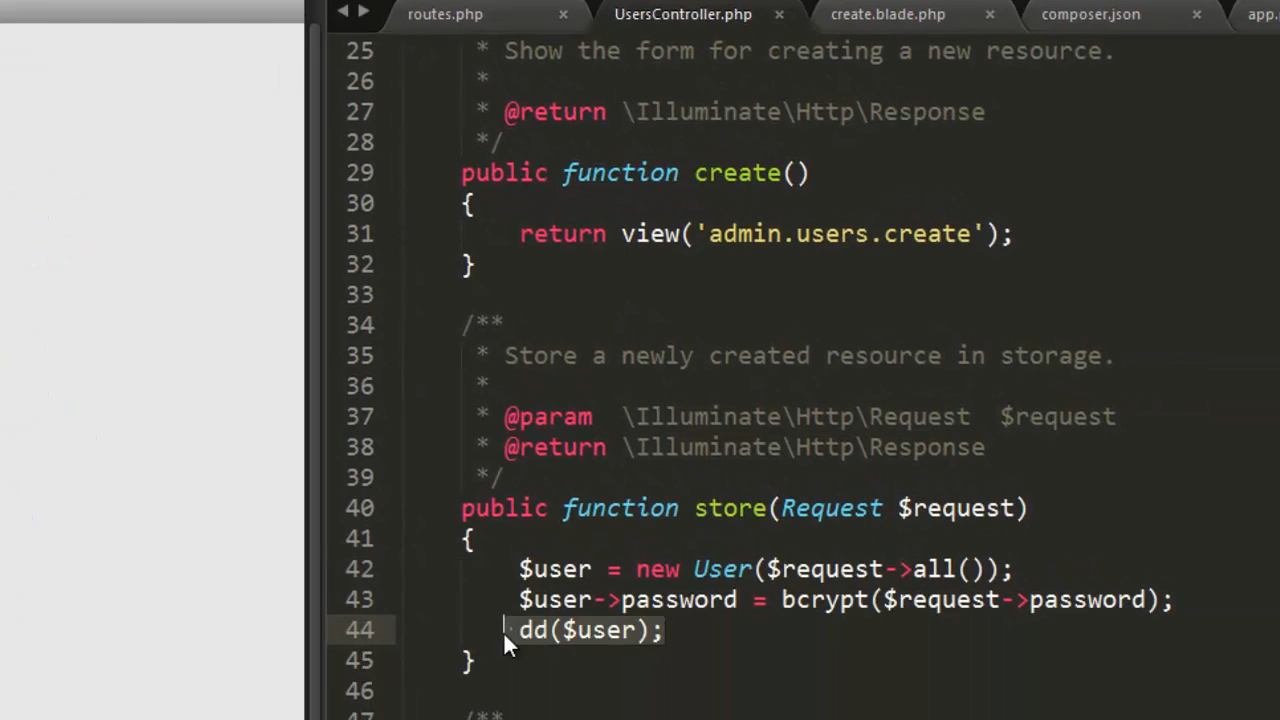 routes.php × UsersController.php × create.blade.php × composer.json × app.
25 * Show the form for creating a new resource.
26 *
27 * @return \Illuminate\Http\Response
28 */
29 public function create()
30 {
31 return view('admin.users.create');
32 }
33
34 /**
35 * Store a newly created resource in storage.
36 *
37 * @param  \Illuminate\Http\Request  $request
38 * @return \Illuminate\Http\Response
39 */
40 public function store(Request $request)
41 {
42 $user = new User($request->all());
43 $user->password = bcrypt($request->password);
44 dd($user);
45 }
46
47 /**